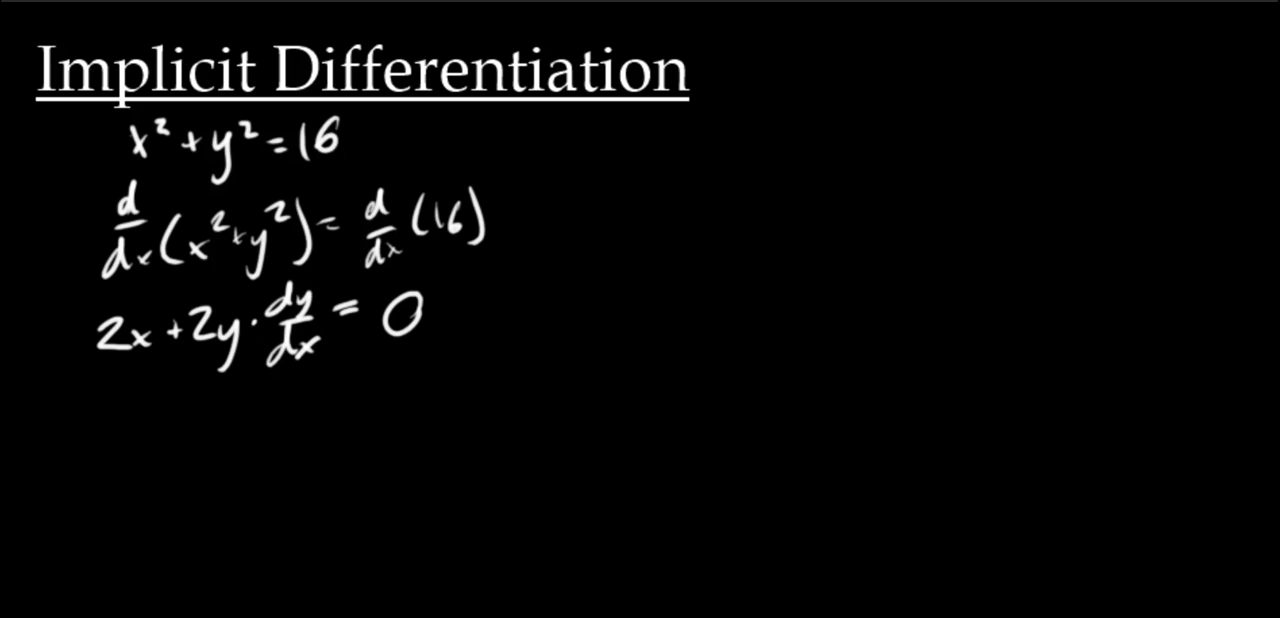 Implicit Differentiation
x² + y² = 16
d/dx (x² + y²) = d/dx (16)
2x + 2y · dy/dx = 0